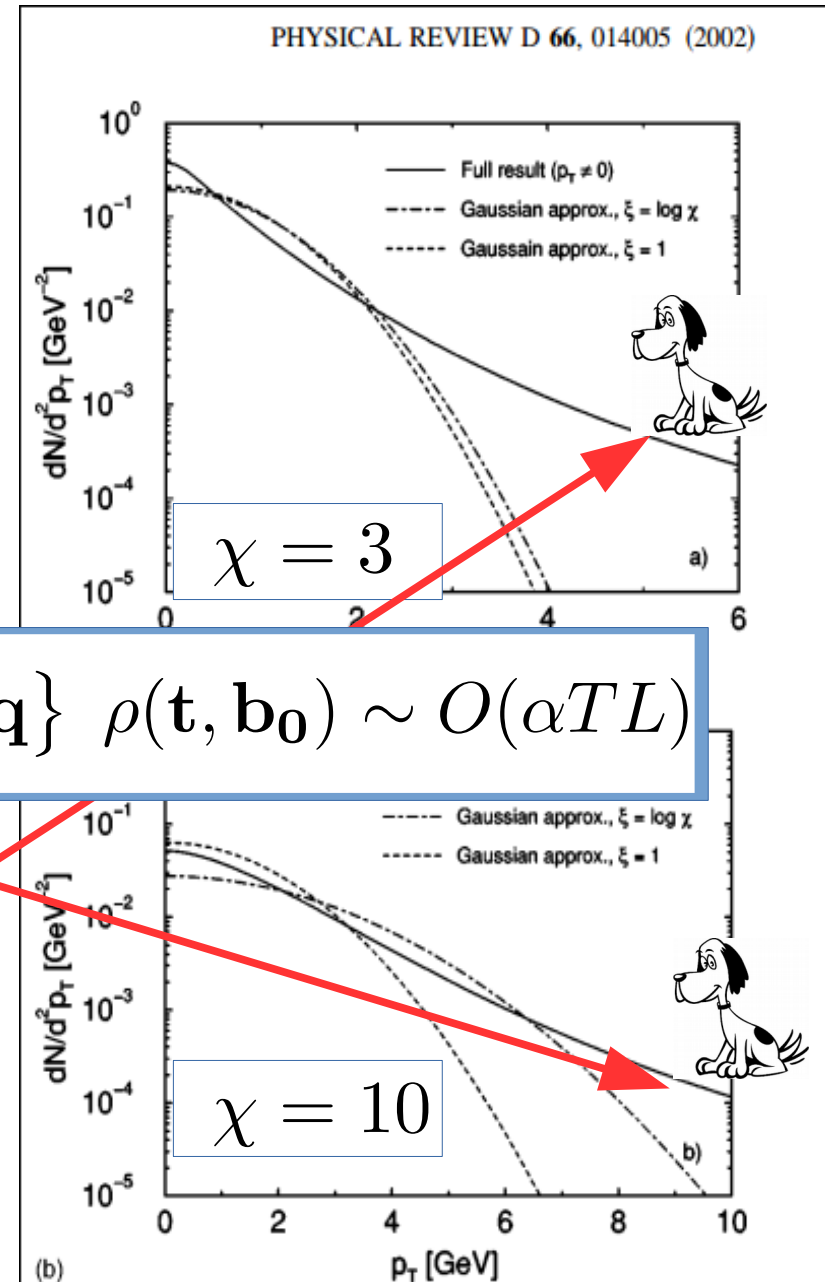 PHYSICAL REVIEW D 66, 014005 (2002)
10⁰
10⁻¹
10⁻²
10⁻³
10⁻⁴
10⁻⁵
dN/d²p_T [GeV⁻²]
Full result (p_T ≠ 0)
Gaussian approx., ξ = log χ
Gaussain approx., ξ = 1
χ = 3
a)
0 2 4 6
q} ρ(t, b₀) ∼ O(αTL)
10⁻¹
10⁻²
10⁻³
10⁻⁴
10⁻⁵
dN/d²p_T [GeV⁻²]
Gaussian approx., ξ = log χ
Gaussian approx., ξ = 1
χ = 10
b)
0 2 4 6 8 10
(b)
p_T [GeV]